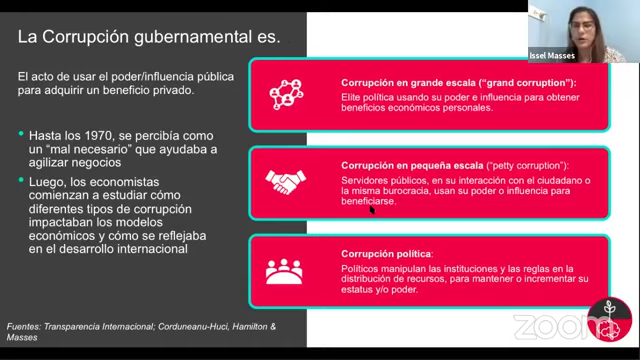 La Corrupción gubernamental es.
El acto de usar el poder/influencia pública
para adquirir un beneficio privado.
• Hasta los 1970, se percibía como
un “mal necesario” que ayudaba a
agilizar negocios
• Luego, los economistas
comienzan a estudiar cómo
diferentes tipos de corrupción
impactaban los modelos
económicos y cómo se reflejaba
en el desarrollo internacional
Fuentes: Transparencia Internacional; Corduneanu-Huci, Hamilton &
Masses
Corrupción en grande escala (“grand corruption”):
Elite política usando su poder e influencia para obtener
beneficios económicos personales.
Corrupción en pequeña escala (“petty corruption”):
Servidores públicos, en su interacción con el ciudadano o
la misma burocracia, usan su poder o influencia para
beneficiarse.
Corrupción política:
Políticos manipulan las instituciones y las reglas en la
distribución de recursos, para mantener o incrementar su
estatus y/o poder.
Issel Masses
zoom